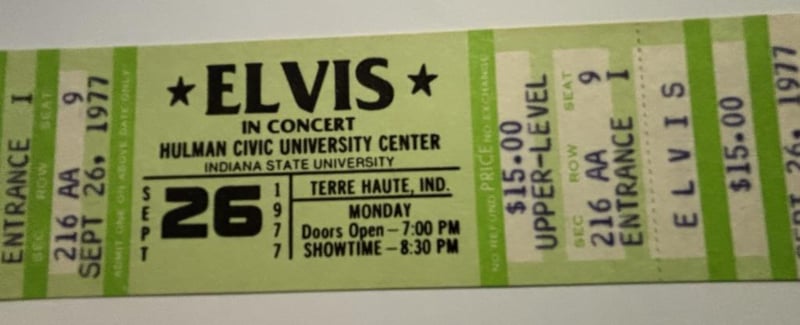 ENTRANCE I
SEC ROW SEAT
216 AA 9
SEPT 26, 1977
ADMIT ONE ON ABOVE DATE ONLY
★ ELVIS ★
IN CONCERT
HULMAN CIVIC UNIVERSITY CENTER
INDIANA STATE UNIVERSITY
SEPT 26 1977
TERRE HAUTE, IND.
MONDAY
Doors Open – 7:00 PM
SHOWTIME – 8:30 PM
NO REFUND PRICE NO EXCHANGE
$15.00
UPPER-LEVEL
SEC ROW SEAT
216 AA 9
ENTRANCE I
ELVIS
$15.00
SEPT 26, 1977